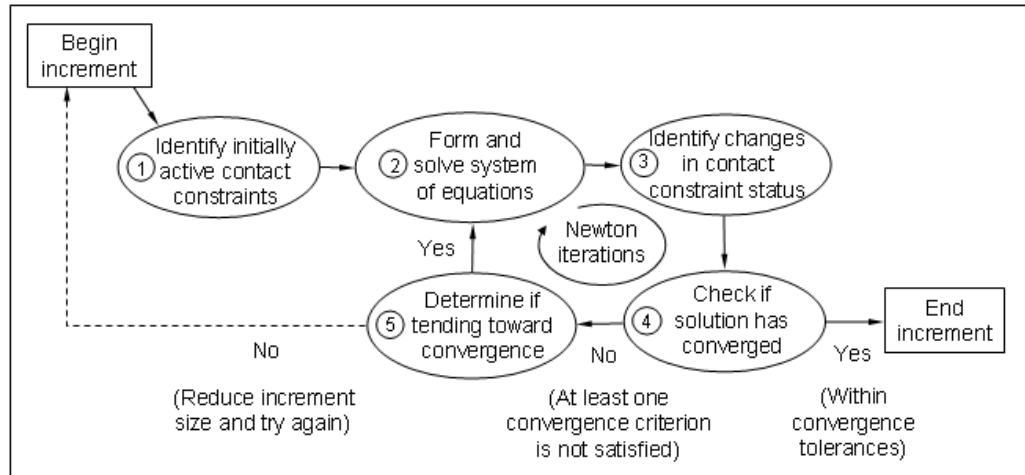 Begin
increment
1
Identify initially
active contact
constraints
2
Form and
solve system
of equations
3
Identify changes
in contact
constraint status
Newton
iterations
Yes
5
Determine if
tending toward
convergence
4
Check if
solution has
converged
End
increment
No
(Reduce increment
size and try again)
No
(At least one
convergence criterion
is not satisfied)
Yes
(Within
convergence
tolerances)